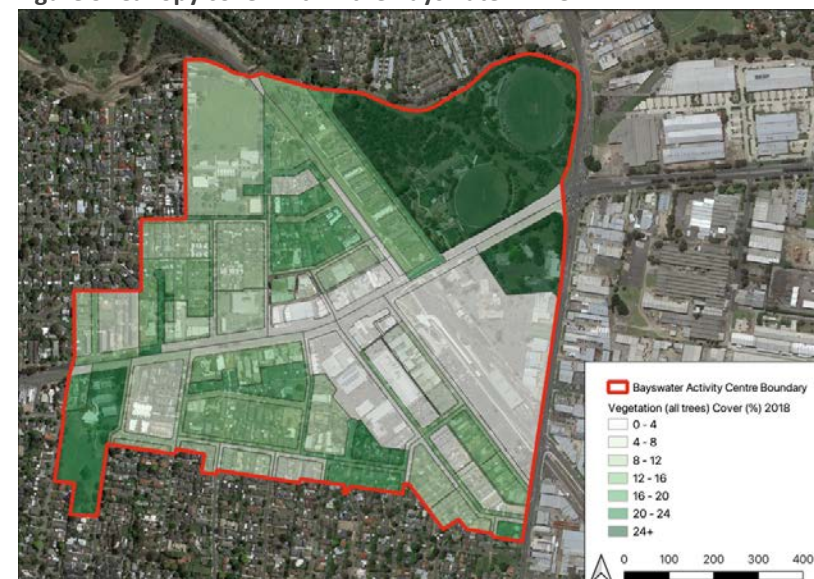 Bayswater Activity Centre Boundary
Vegetation (all trees) Cover (%) 2018
0 - 4
4 - 8
8 - 12
12 - 16
16 - 20
20 - 24
24+
0 100 200 300 400